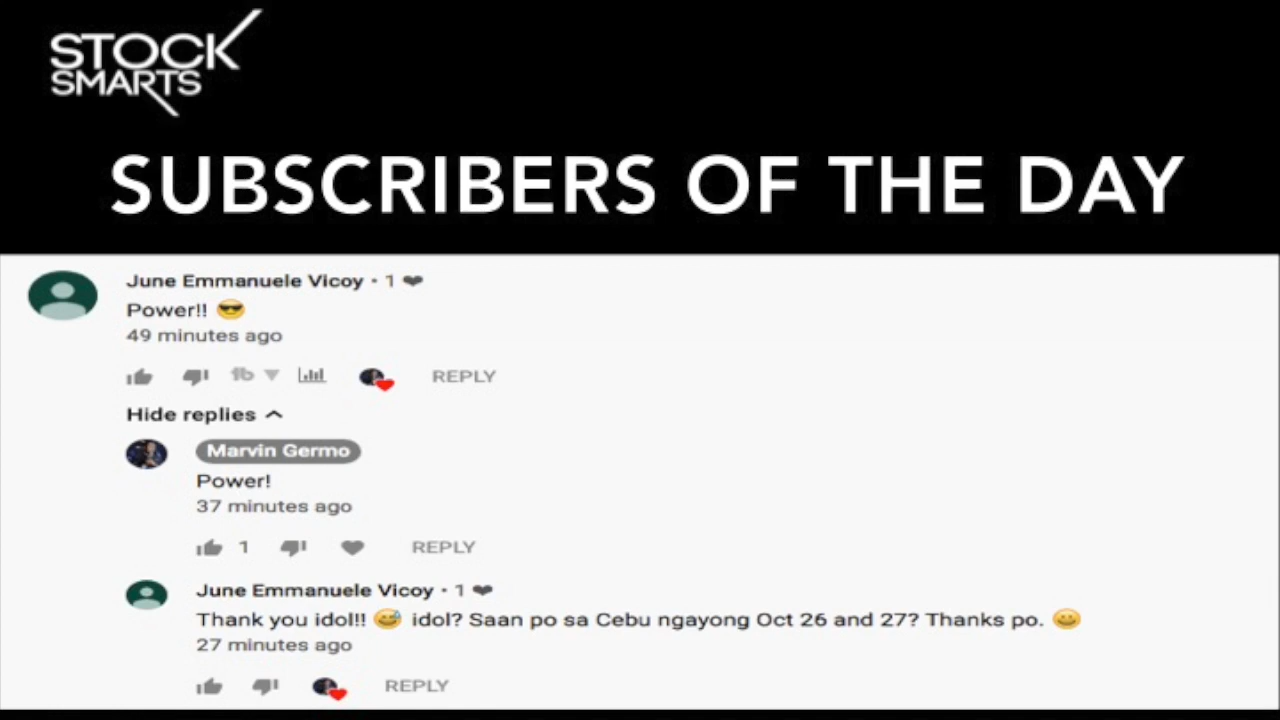 STOCK
SMARTS
SUBSCRIBERS OF THE DAY
June Emmanuele Vicoy • 1 ❤
Power!! 😎
49 minutes ago
REPLY
Hide replies
Marvin Germo
Power!
37 minutes ago
1 REPLY
June Emmanuele Vicoy • 1 ❤
Thank you idol!! 😅 idol? Saan po sa Cebu ngayong Oct 26 and 27? Thanks po. 😀
27 minutes ago
REPLY